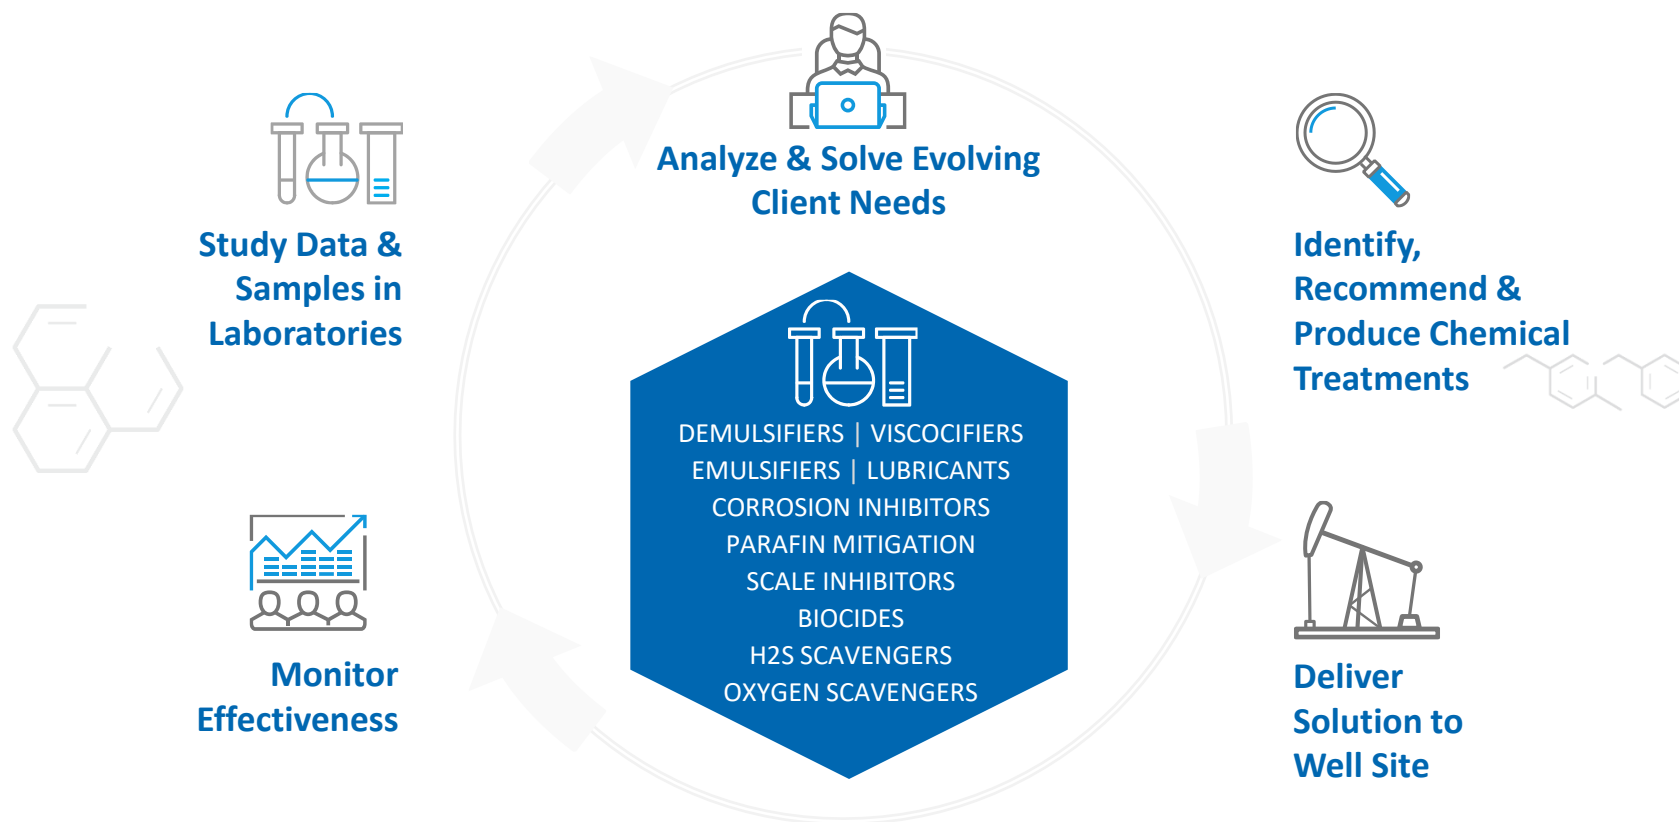 Analyze & Solve Evolving
Client Needs
Study Data &
Samples in
Laboratories
Identify,
Recommend &
Produce Chemical
Treatments
DEMULSIFIERS | VISCOCIFIERS
EMULSIFIERS | LUBRICANTS
CORROSION INHIBITORS
PARAFIN MITIGATION
SCALE INHIBITORS
BIOCIDES
H2S SCAVENGERS
OXYGEN SCAVENGERS
Monitor
Effectiveness
Deliver
Solution to
Well Site